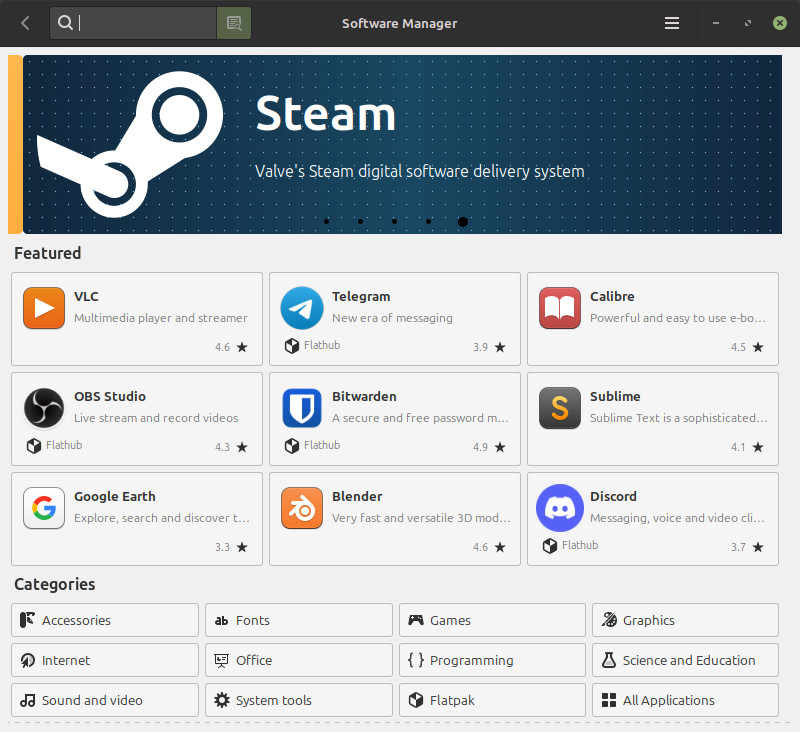 Software Manager
Steam
Valve's Steam digital software delivery system
Featured
VLC
Multimedia player and streamer
4.6 ★
Telegram
New era of messaging
Flathub
3.9 ★
Calibre
Powerful and easy to use e-bo...
4.5 ★
OBS Studio
Live stream and record videos
Flathub
4.3 ★
Bitwarden
A secure and free password m...
Flathub
4.9 ★
Sublime
Sublime Text is a sophisticated...
4.1 ★
Google Earth
Explore, search and discover t...
3.3 ★
Blender
Very fast and versatile 3D mod...
4.6 ★
Discord
Messaging, voice and video cli...
Flathub
3.7 ★
Categories
Accessories
ab Fonts
Games
Graphics
Internet
Office
{ } Programming
Science and Education
Sound and video
System tools
Flatpak
All Applications